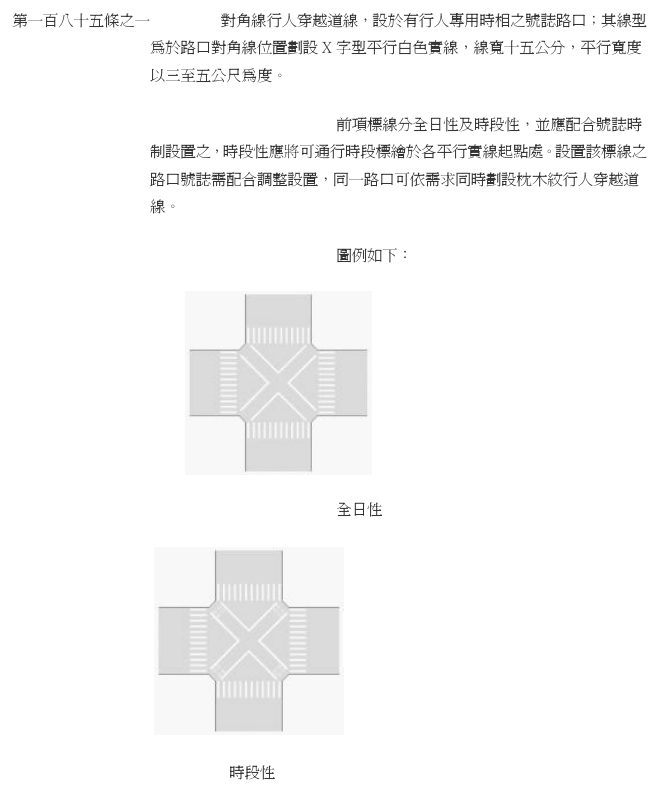 第一百八十五條之一 對角線行人穿越道線，設於有行人專用時相之號誌路口；其線型
為於路口對角線位置劃設 X 字型平行白色實線，線寬十五公分，平行寬度
以三至五公尺為度。
前項標線分全日性及時段性，並應配合號誌時
制設置之，時段性應將可通行時段標繪於各平行實線起點處。設置該標線之
路口號誌需配合調整設置，同一路口可依需求同時劃設枕木紋行人穿越道
線。
圖例如下：
全日性
時段性